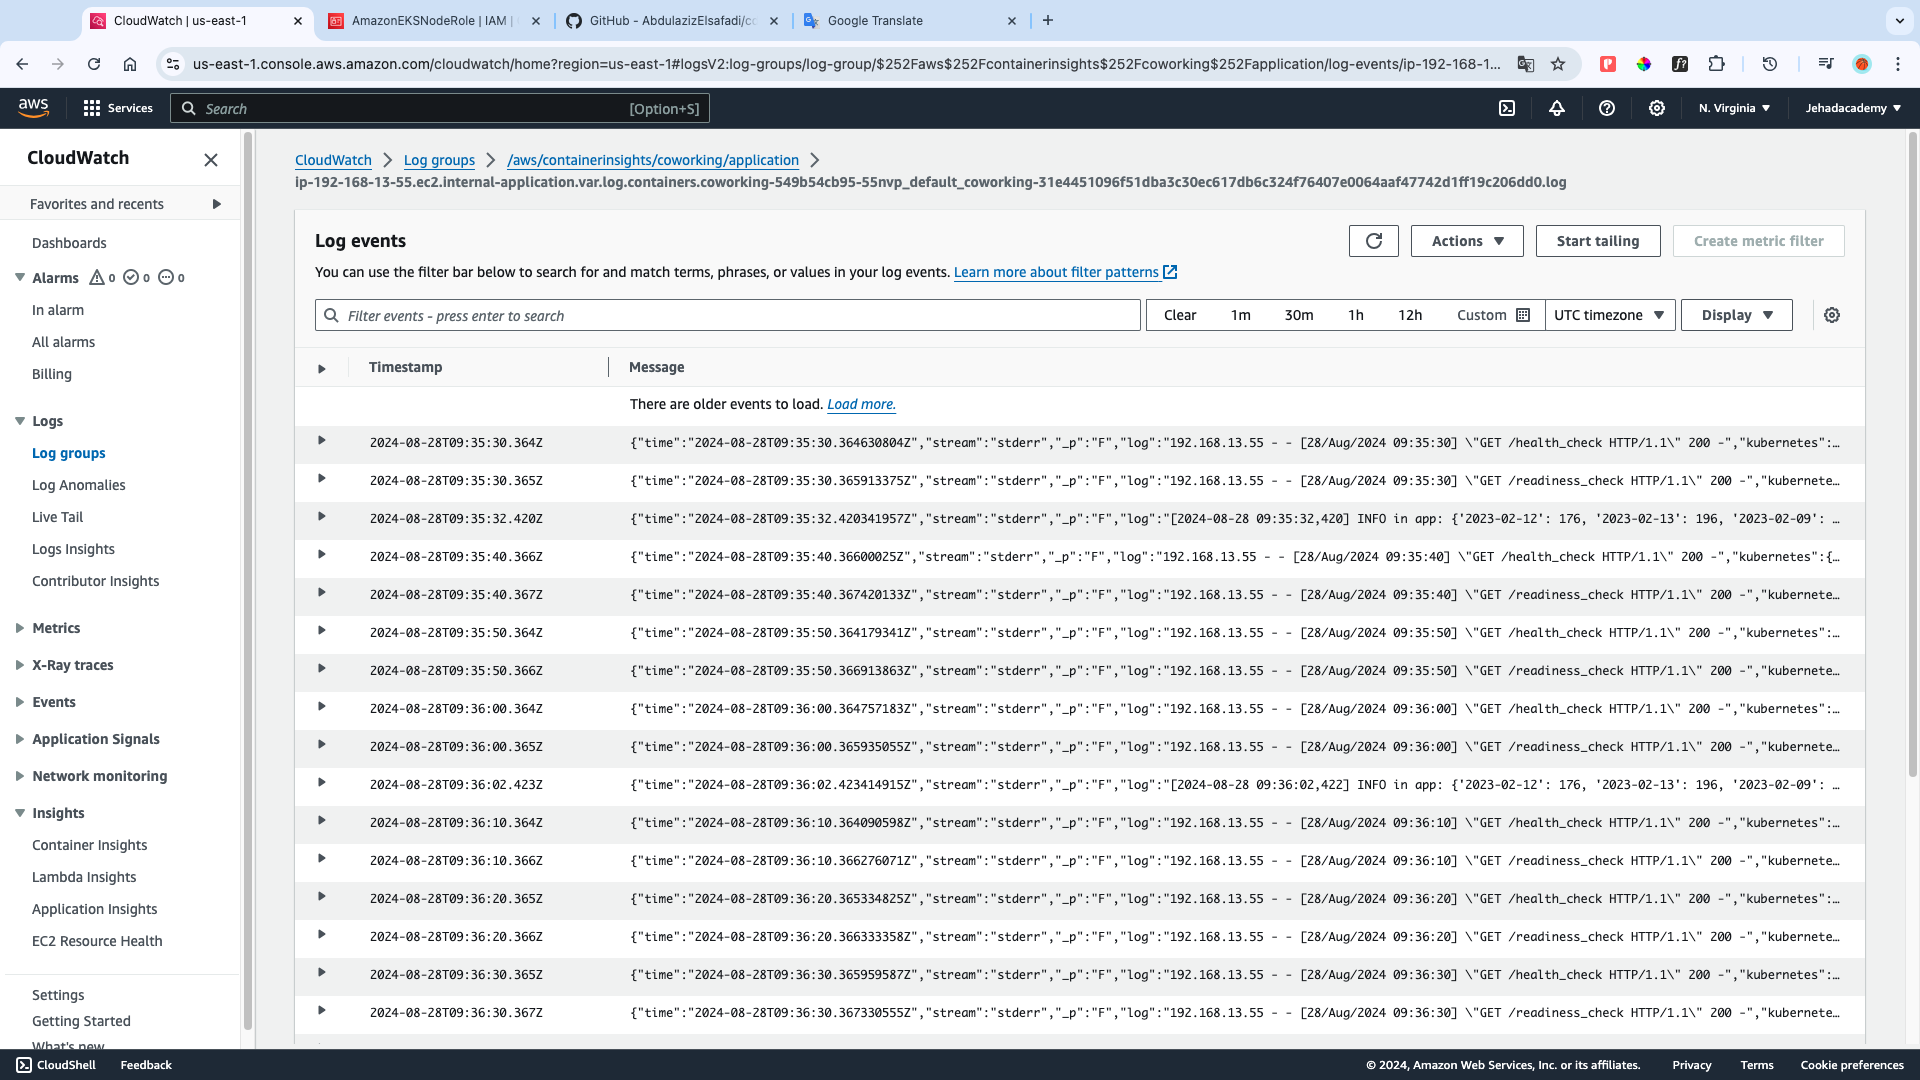 CloudWatch | us-east-1
AmazonEKSNodeRole | IAM |
GitHub - AbdulazizElsafadi/co
Google Translate
us-east-1.console.aws.amazon.com/cloudwatch/home?region=us-east-1#logsV2:log-groups/log-group/$252Faws$252Fcontainerinsights$252Fcoworking$252Fapplication/log-events/ip-192-168-1...
aws
Services
Search
[Option+S]
N. Virginia
Jehadacademy
CloudWatch
Favorites and recents
Dashboards
Alarms 0 0 0
In alarm
All alarms
Billing
Logs
Log groups
Log Anomalies
Live Tail
Logs Insights
Contributor Insights
Metrics
X-Ray traces
Events
Application Signals
Network monitoring
Insights
Container Insights
Lambda Insights
Application Insights
EC2 Resource Health
Settings
Getting Started
What's new
CloudWatch > Log groups > /aws/containerinsights/coworking/application >
ip-192-168-13-55.ec2.internal-application.var.log.containers.coworking-549b54cb95-55nvp_default_coworking-31e4451096f51dba3c30ec617db6c324f76407e0064aaf47742d1ff19c206dd0.log
Log events
Actions
Start tailing
Create metric filter
You can use the filter bar below to search for and match terms, phrases, or values in your log events. Learn more about filter patterns
Filter events - press enter to search
Clear 1m 30m 1h 12h Custom
UTC timezone
Display
Timestamp Message
There are older events to load. Load more.
2024-08-28T09:35:30.364Z {"time":"2024-08-28T09:35:30.364630804Z","stream":"stderr","_p":"F","log":"192.168.13.55 - - [28/Aug/2024 09:35:30] \"GET /health_check HTTP/1.1\" 200 -","kubernetes":…
2024-08-28T09:35:30.365Z {"time":"2024-08-28T09:35:30.365913375Z","stream":"stderr","_p":"F","log":"192.168.13.55 - - [28/Aug/2024 09:35:30] \"GET /readiness_check HTTP/1.1\" 200 -","kubernete…
2024-08-28T09:35:32.420Z {"time":"2024-08-28T09:35:32.420341957Z","stream":"stderr","_p":"F","log":"[2024-08-28 09:35:32,420] INFO in app: {'2023-02-12': 176, '2023-02-13': 196, '2023-02-09': …
2024-08-28T09:35:40.366Z {"time":"2024-08-28T09:35:40.36600025Z","stream":"stderr","_p":"F","log":"192.168.13.55 - - [28/Aug/2024 09:35:40] \"GET /health_check HTTP/1.1\" 200 -","kubernetes":{…
2024-08-28T09:35:40.367Z {"time":"2024-08-28T09:35:40.367420133Z","stream":"stderr","_p":"F","log":"192.168.13.55 - - [28/Aug/2024 09:35:40] \"GET /readiness_check HTTP/1.1\" 200 -","kubernete…
2024-08-28T09:35:50.364Z {"time":"2024-08-28T09:35:50.364179341Z","stream":"stderr","_p":"F","log":"192.168.13.55 - - [28/Aug/2024 09:35:50] \"GET /health_check HTTP/1.1\" 200 -","kubernetes":…
2024-08-28T09:35:50.366Z {"time":"2024-08-28T09:35:50.366913863Z","stream":"stderr","_p":"F","log":"192.168.13.55 - - [28/Aug/2024 09:35:50] \"GET /readiness_check HTTP/1.1\" 200 -","kubernete…
2024-08-28T09:36:00.364Z {"time":"2024-08-28T09:36:00.364757183Z","stream":"stderr","_p":"F","log":"192.168.13.55 - - [28/Aug/2024 09:36:00] \"GET /health_check HTTP/1.1\" 200 -","kubernetes":…
2024-08-28T09:36:00.365Z {"time":"2024-08-28T09:36:00.365935055Z","stream":"stderr","_p":"F","log":"192.168.13.55 - - [28/Aug/2024 09:36:00] \"GET /readiness_check HTTP/1.1\" 200 -","kubernete…
2024-08-28T09:36:02.423Z {"time":"2024-08-28T09:36:02.423414915Z","stream":"stderr","_p":"F","log":"[2024-08-28 09:36:02,422] INFO in app: {'2023-02-12': 176, '2023-02-13': 196, '2023-02-09': …
2024-08-28T09:36:10.364Z {"time":"2024-08-28T09:36:10.364090598Z","stream":"stderr","_p":"F","log":"192.168.13.55 - - [28/Aug/2024 09:36:10] \"GET /health_check HTTP/1.1\" 200 -","kubernetes":…
2024-08-28T09:36:10.366Z {"time":"2024-08-28T09:36:10.366276071Z","stream":"stderr","_p":"F","log":"192.168.13.55 - - [28/Aug/2024 09:36:10] \"GET /readiness_check HTTP/1.1\" 200 -","kubernete…
2024-08-28T09:36:20.365Z {"time":"2024-08-28T09:36:20.365334825Z","stream":"stderr","_p":"F","log":"192.168.13.55 - - [28/Aug/2024 09:36:20] \"GET /health_check HTTP/1.1\" 200 -","kubernetes":…
2024-08-28T09:36:20.366Z {"time":"2024-08-28T09:36:20.366333358Z","stream":"stderr","_p":"F","log":"192.168.13.55 - - [28/Aug/2024 09:36:20] \"GET /readiness_check HTTP/1.1\" 200 -","kubernete…
2024-08-28T09:36:30.365Z {"time":"2024-08-28T09:36:30.365959587Z","stream":"stderr","_p":"F","log":"192.168.13.55 - - [28/Aug/2024 09:36:30] \"GET /health_check HTTP/1.1\" 200 -","kubernetes":…
2024-08-28T09:36:30.367Z {"time":"2024-08-28T09:36:30.367330555Z","stream":"stderr","_p":"F","log":"192.168.13.55 - - [28/Aug/2024 09:36:30] \"GET /readiness_check HTTP/1.1\" 200 -","kubernete…
CloudShell Feedback
© 2024, Amazon Web Services, Inc. or its affiliates. Privacy Terms Cookie preferences